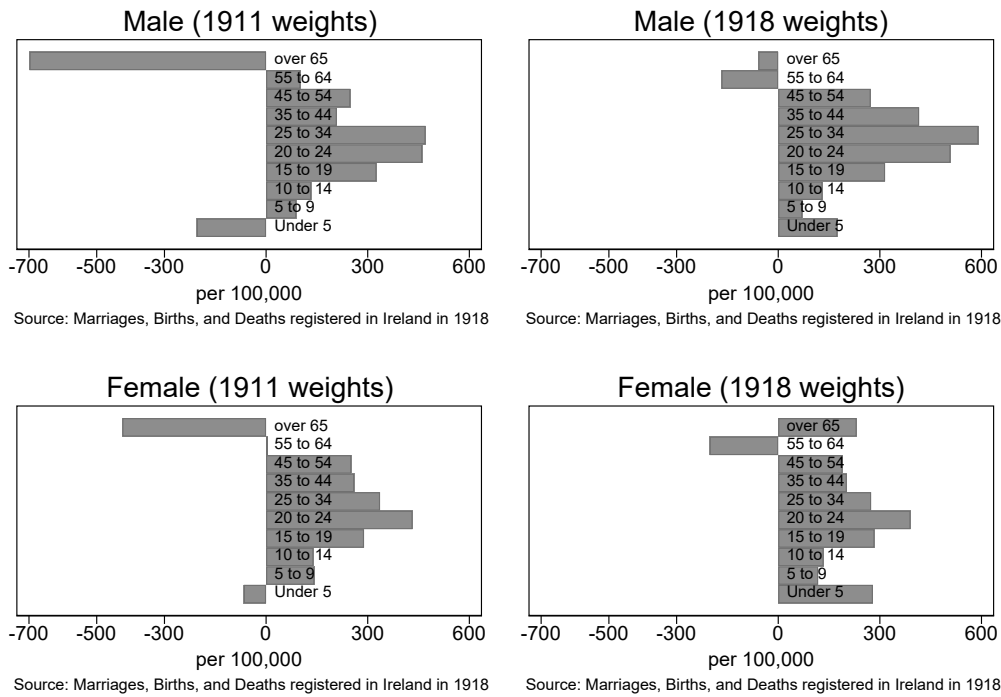 Male (1911 weights)
over 65
55 to 64
45 to 54
35 to 44
25 to 34
20 to 24
15 to 19
10 to 14
5 to 9
Under 5
-700 -500 -300 0 300 600
per 100,000
Source: Marriages, Births, and Deaths registered in Ireland in 1918
Male (1918 weights)
over 65
55 to 64
45 to 54
35 to 44
25 to 34
20 to 24
15 to 19
10 to 14
5 to 9
Under 5
-700 -500 -300 0 300 600
per 100,000
Source: Marriages, Births, and Deaths registered in Ireland in 1918
Female (1911 weights)
over 65
55 to 64
45 to 54
35 to 44
25 to 34
20 to 24
15 to 19
10 to 14
5 to 9
Under 5
-700 -500 -300 0 300 600
per 100,000
Source: Marriages, Births, and Deaths registered in Ireland in 1918
Female (1918 weights)
over 65
55 to 64
45 to 54
35 to 44
25 to 34
20 to 24
15 to 19
10 to 14
5 to 9
Under 5
-700 -500 -300 0 300 600
per 100,000
Source: Marriages, Births, and Deaths registered in Ireland in 1918